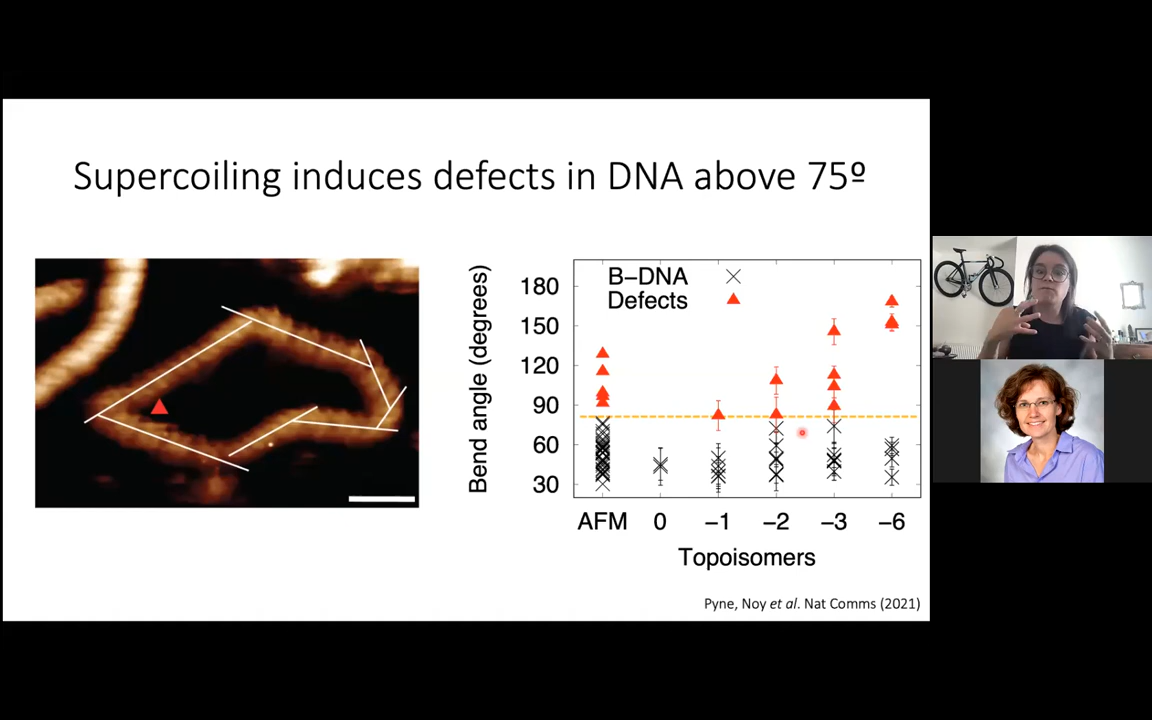 Supercoiling induces defects in DNA above 75º
Bend angle (degrees)
180
150
120
90
60
30
B−DNA
Defects
AFM 0 −1 −2 −3 −6
Topoisomers
Pyne, Noy et al. Nat Comms (2021)